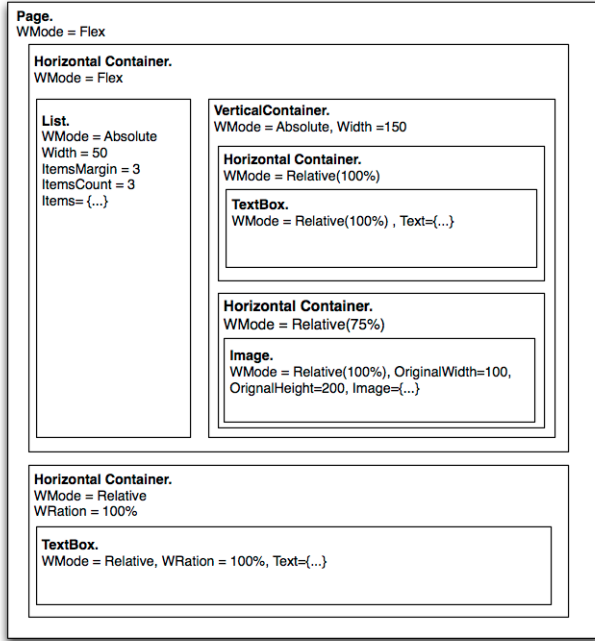 Page.
WMode = Flex
Horizontal Container.
WMode = Flex
List.
WMode = Absolute
Width = 50
ItemsMargin = 3
ItemsCount = 3
Items= {...}
VerticalContainer.
WMode = Absolute, Width =150
Horizontal Container.
WMode = Relative(100%)
TextBox.
WMode = Relative(100%) , Text={...}
Horizontal Container.
WMode = Relative(75%)
Image.
WMode = Relative(100%), OriginalWidth=100,
OrignalHeight=200, Image={...}
Horizontal Container.
WMode = Relative
WRation = 100%
TextBox.
WMode = Relative, WRation = 100%, Text={...}